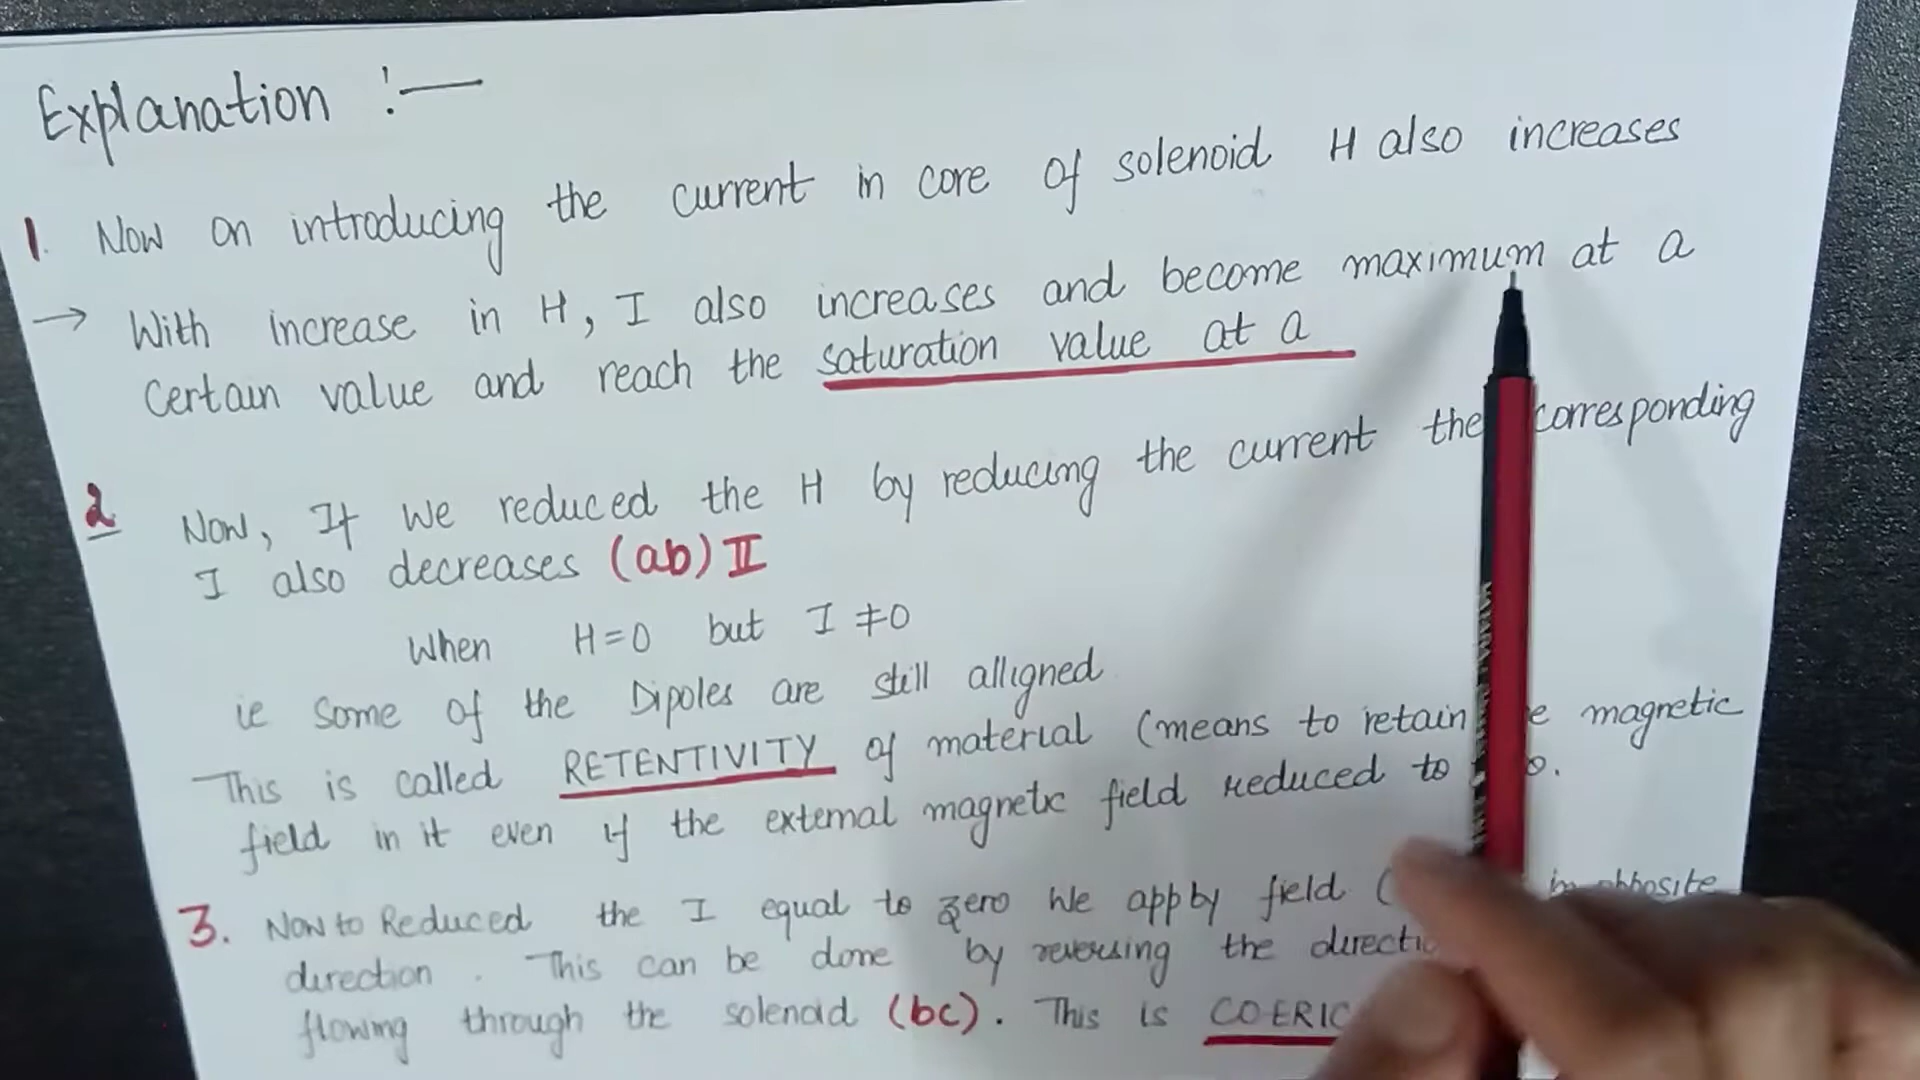 Explanation :—
1. Now on introducing the current in core of solenoid H also increases
→ With increase in H, I also increases and become maximum at a
certain value and reach the saturation value at a
2 Now, If we reduced the H by reducing the current the corresponding
I also decreases (ab) II
When H=0 but I ≠0
ie some of the Dipoles are still alligned
This is called RETENTIVITY of material (means to retain magnetic
field in it even if the external magnetic field reduced to
3. Now to Reduced the I equal to zero we appby field ( opposite
direction. This can be done by reversing the
flowing through the solenoid (bc). This is